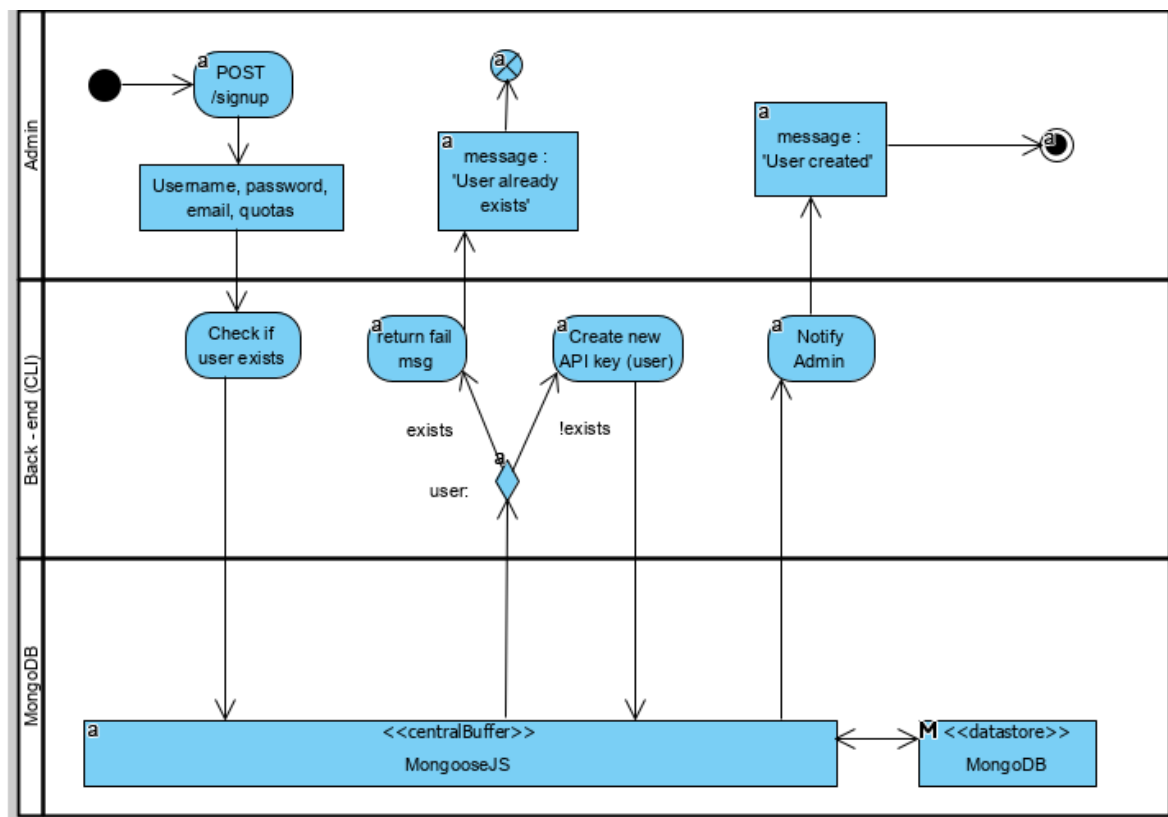 Admin
a
POST
/signup
Username, password,
email, quotas
a
a
message :
'User already
exists'
a
message :
'User created'
a
Back - end (CLI)
Check if
user exists
a
return fail
msg
a
Create new
API key (user)
a
Notify
Admin
exists
!exists
a
user:
MongoDB
a
<<centralBuffer>>
MongooseJS
M
<<datastore>>
MongoDB